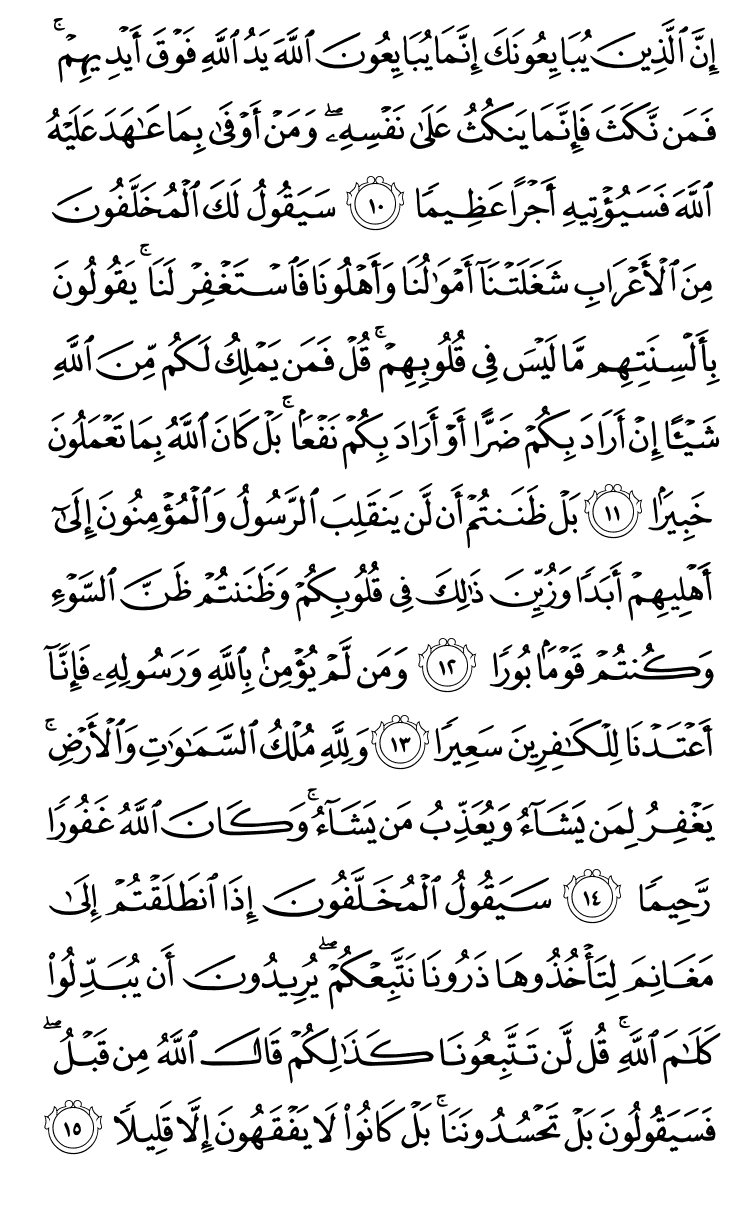 إِنَّ ٱلَّذِينَ يُبَايِعُونَكَ إِنَّمَا يُبَايِعُونَ ٱللَّهَ يَدُ ٱللَّهِ فَوْقَ أَيْدِيهِمْ ۚ
فَمَن نَّكَثَ فَإِنَّمَا يَنكُثُ عَلَىٰ نَفْسِهِۦ ۖ وَمَنْ أَوْفَىٰ بِمَا عَـٰهَدَ عَلَيْهُ
ٱللَّهَ فَسَيُؤْتِيهِ أَجْرًا عَظِيمًا ١٠ سَيَقُولُ لَكَ ٱلْمُخَلَّفُونَ
مِنَ ٱلْأَعْرَابِ شَغَلَتْنَآ أَمْوَٰلُنَا وَأَهْلُونَا فَٱسْتَغْفِرْ لَنَا ۚ يَقُولُونَ
بِأَلْسِنَتِهِم مَّا لَيْسَ فِى قُلُوبِهِمْ ۚ قُلْ فَمَن يَمْلِكُ لَكُم مِّنَ ٱللَّهِ
شَيْـًٔا إِنْ أَرَادَ بِكُمْ ضَرًّا أَوْ أَرَادَ بِكُمْ نَفْعَۢا ۚ بَلْ كَانَ ٱللَّهُ بِمَا تَعْمَلُونَ
خَبِيرَۢا ١١ بَلْ ظَنَنتُمْ أَن لَّن يَنقَلِبَ ٱلرَّسُولُ وَٱلْمُؤْمِنُونَ إِلَىٰٓ
أَهْلِيهِمْ أَبَدًا وَزُيِّنَ ذَٰلِكَ فِى قُلُوبِكُمْ وَظَنَنتُمْ ظَنَّ ٱلسَّوْءِ
وَكُنتُمْ قَوْمَۢا بُورًا ١٢ وَمَن لَّمْ يُؤْمِنۢ بِٱللَّهِ وَرَسُولِهِۦ فَإِنَّآ
أَعْتَدْنَا لِلْكَـٰفِرِينَ سَعِيرًا ١٣ وَلِلَّهِ مُلْكُ ٱلسَّمَـٰوَٰتِ وَٱلْأَرْضِ ۚ
يَغْفِرُ لِمَن يَشَآءُ وَيُعَذِّبُ مَن يَشَآءُ ۚ وَكَانَ ٱللَّهُ غَفُورًا
رَّحِيمًا ١٤ سَيَقُولُ ٱلْمُخَلَّفُونَ إِذَا ٱنطَلَقْتُمْ إِلَىٰ
مَغَانِمَ لِتَأْخُذُوهَا ذَرُونَا نَتَّبِعْكُمْ ۖ يُرِيدُونَ أَن يُبَدِّلُوا۟
كَلَـٰمَ ٱللَّهِ ۚ قُل لَّن تَتَّبِعُونَا كَذَٰلِكُمْ قَالَ ٱللَّهُ مِن قَبْلُ ۖ
فَسَيَقُولُونَ بَلْ تَحْسُدُونَنَا ۚ بَلْ كَانُوا۟ لَا يَفْقَهُونَ إِلَّا قَلِيلًا ١٥